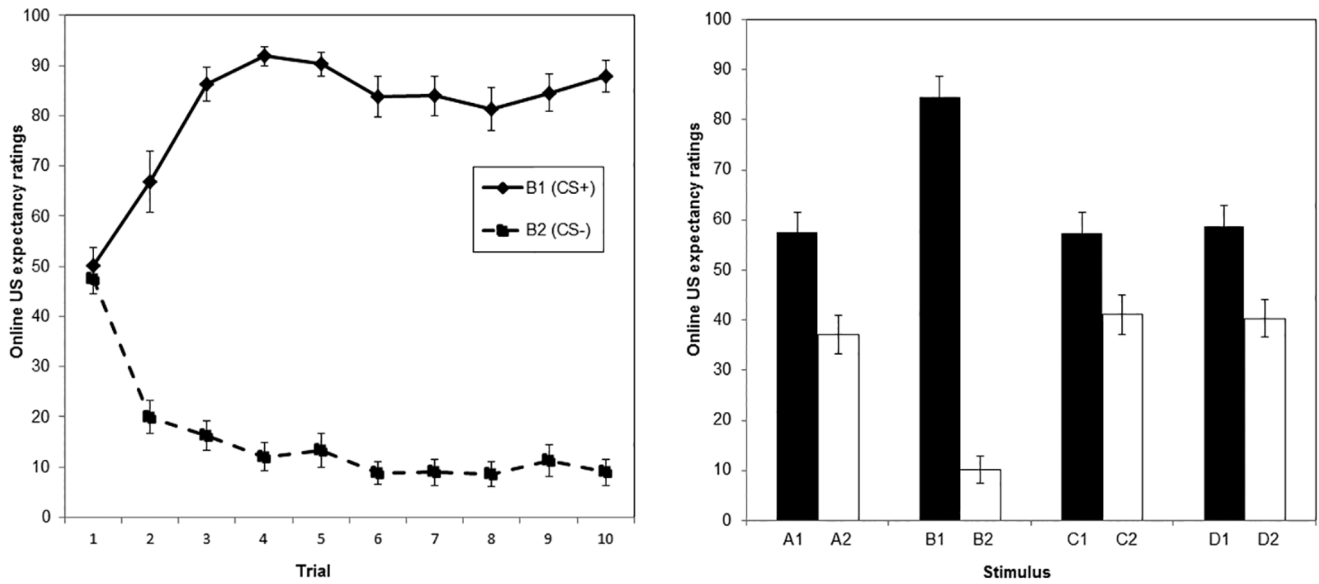 Online US expectancy ratings
100
90
80
70
60
50
40
30
20
10
0
B1 (CS+)
B2 (CS-)
1 2 3 4 5 6 7 8 9 10
Trial
Online US expectancy ratings
100
90
80
70
60
50
40
30
20
10
0
A1 A2 B1 B2 C1 C2 D1 D2
Stimulus